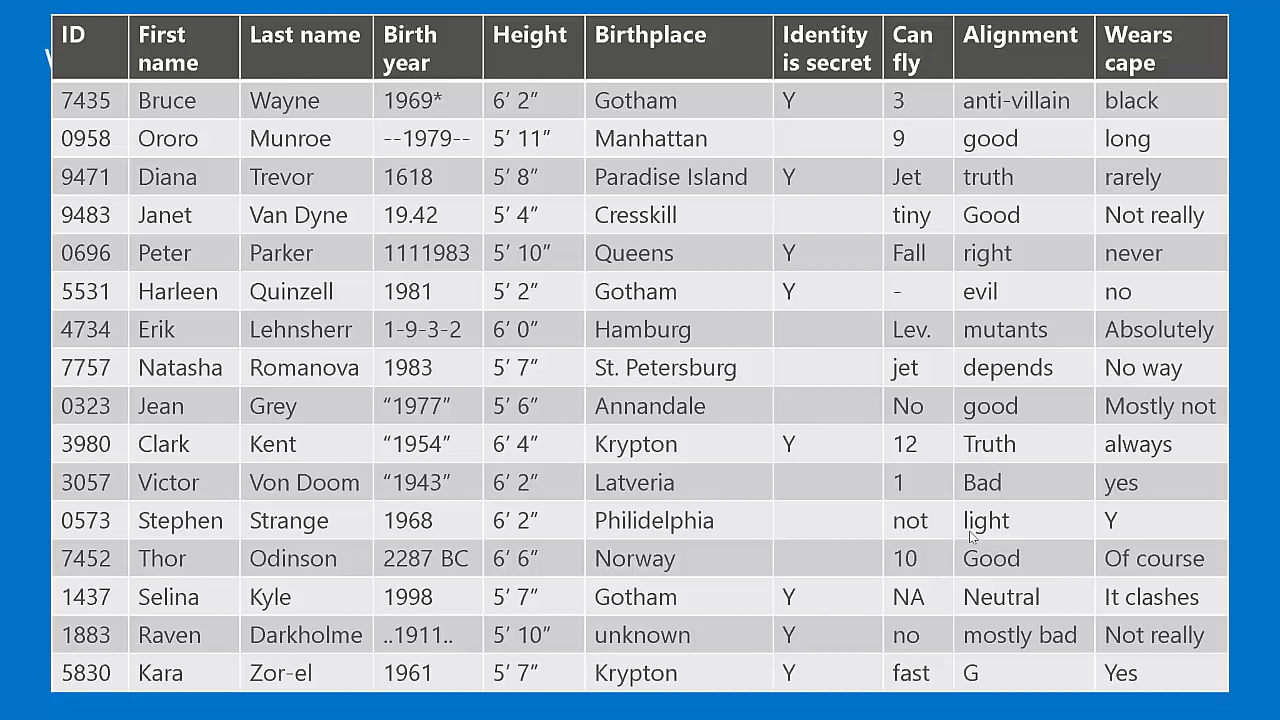 ID First name Last name Birth year Height Birthplace Identity is secret Can fly Alignment Wears cape
7435 Bruce Wayne 1969* 6’ 2” Gotham Y 3 anti-villain black
0958 Ororo Munroe --1979-- 5’ 11” Manhattan 9 good long
9471 Diana Trevor 1618 5’ 8” Paradise Island Y Jet truth rarely
9483 Janet Van Dyne 19.42 5’ 4” Cresskill tiny Good Not really
0696 Peter Parker 1111983 5’ 10” Queens Y Fall right never
5531 Harleen Quinzell 1981 5’ 2” Gotham Y - evil no
4734 Erik Lehnsherr 1-9-3-2 6’ 0” Hamburg Lev. mutants Absolutely
7757 Natasha Romanova 1983 5’ 7” St. Petersburg jet depends No way
0323 Jean Grey “1977” 5’ 6” Annandale No good Mostly not
3980 Clark Kent “1954” 6’ 4” Krypton Y 12 Truth always
3057 Victor Von Doom “1943” 6’ 2” Latveria 1 Bad yes
0573 Stephen Strange 1968 6’ 2” Philidelphia not light Y
7452 Thor Odinson 2287 BC 6’ 6” Norway 10 Good Of course
1437 Selina Kyle 1998 5’ 7” Gotham Y NA Neutral It clashes
1883 Raven Darkholme ..1911.. 5’ 10” unknown Y no mostly bad Not really
5830 Kara Zor-el 1961 5’ 7” Krypton Y fast G Yes